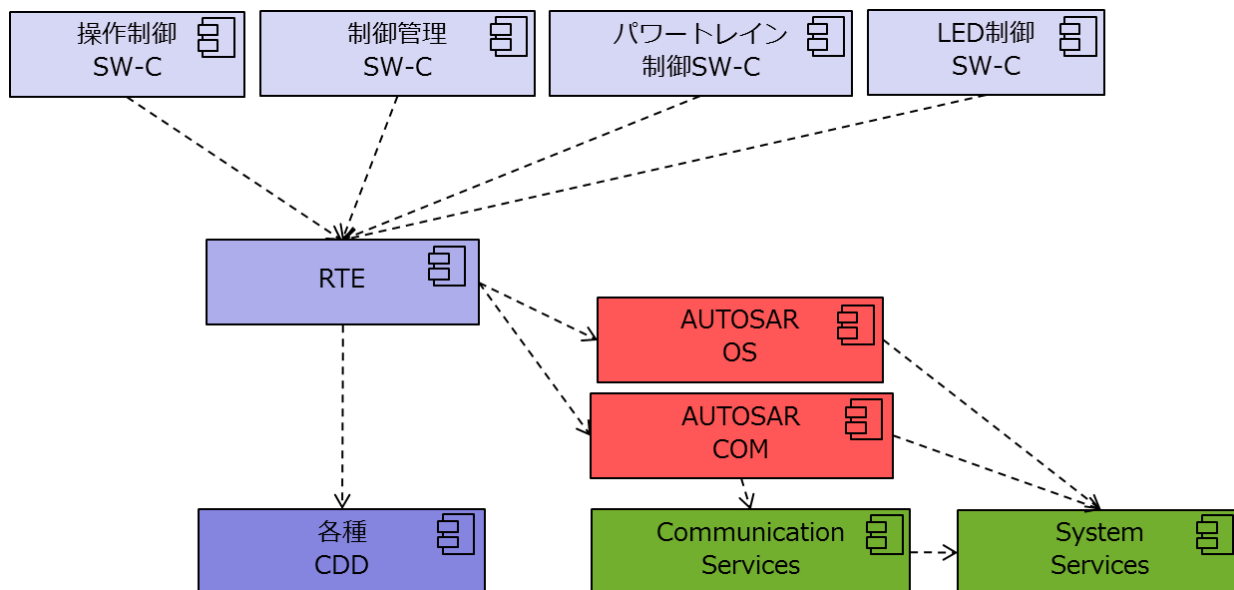 操作制御
SW-C
制御管理
SW-C
パワートレイン
制御SW-C
LED制御
SW-C
RTE
AUTOSAR
OS
AUTOSAR
COM
各種
CDD
Communication
Services
System
Services